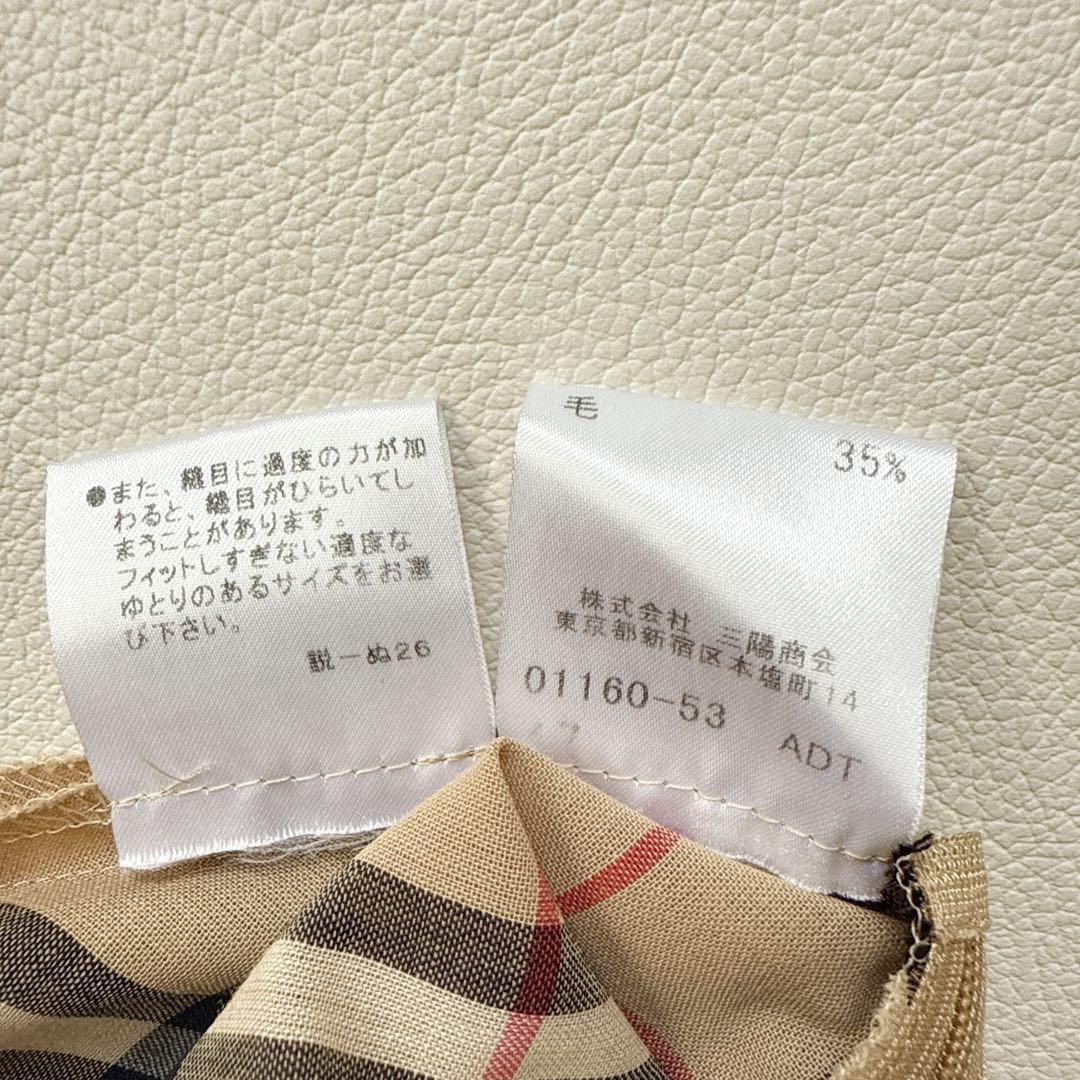 ●また、縫目に過度の力が加
わると、縫目がひらいてし
まうことがあります。
フィットしすぎない適度な
ゆとりのあるサイズをお選
び下さい。
説-ぬ26
毛 35%
株式会社 三陽商会
東京都新宿区本塩町14
01160-53 ADT